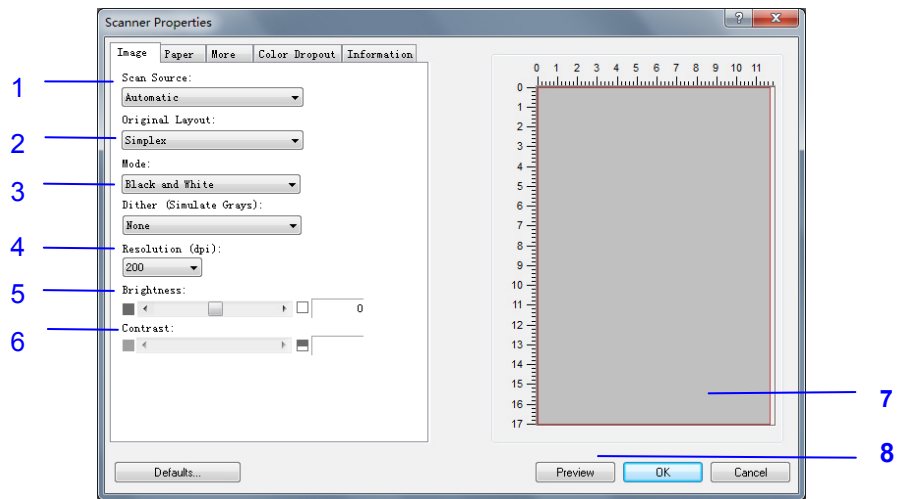 Scanner Properties
Image Paper More Color Dropout Information
1 Scan Source:
Automatic
Original Layout:
2 Simplex
Mode:
3 Black and White
Dither (Simulate Grays):
None
4 Resolution (dpi):
200
5 Brightness:
0
6 Contrast:
0 1 2 3 4 5 6 7 8 9 10 11
0
1
2
3
4
5
6
7
8
9
10
11
12
13
14
15
16
17
7
8
Defaults... Preview OK Cancel